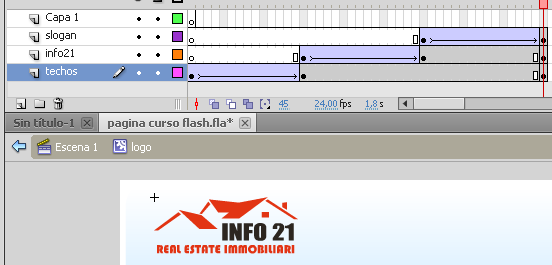 Capa 1
slogan
info21
techos
45 24,00 fps 1,8 s
Sin título-1 pagina curso flash.fla*
Escena 1 logo
INFO 21
REAL ESTATE IMMOBILIARI